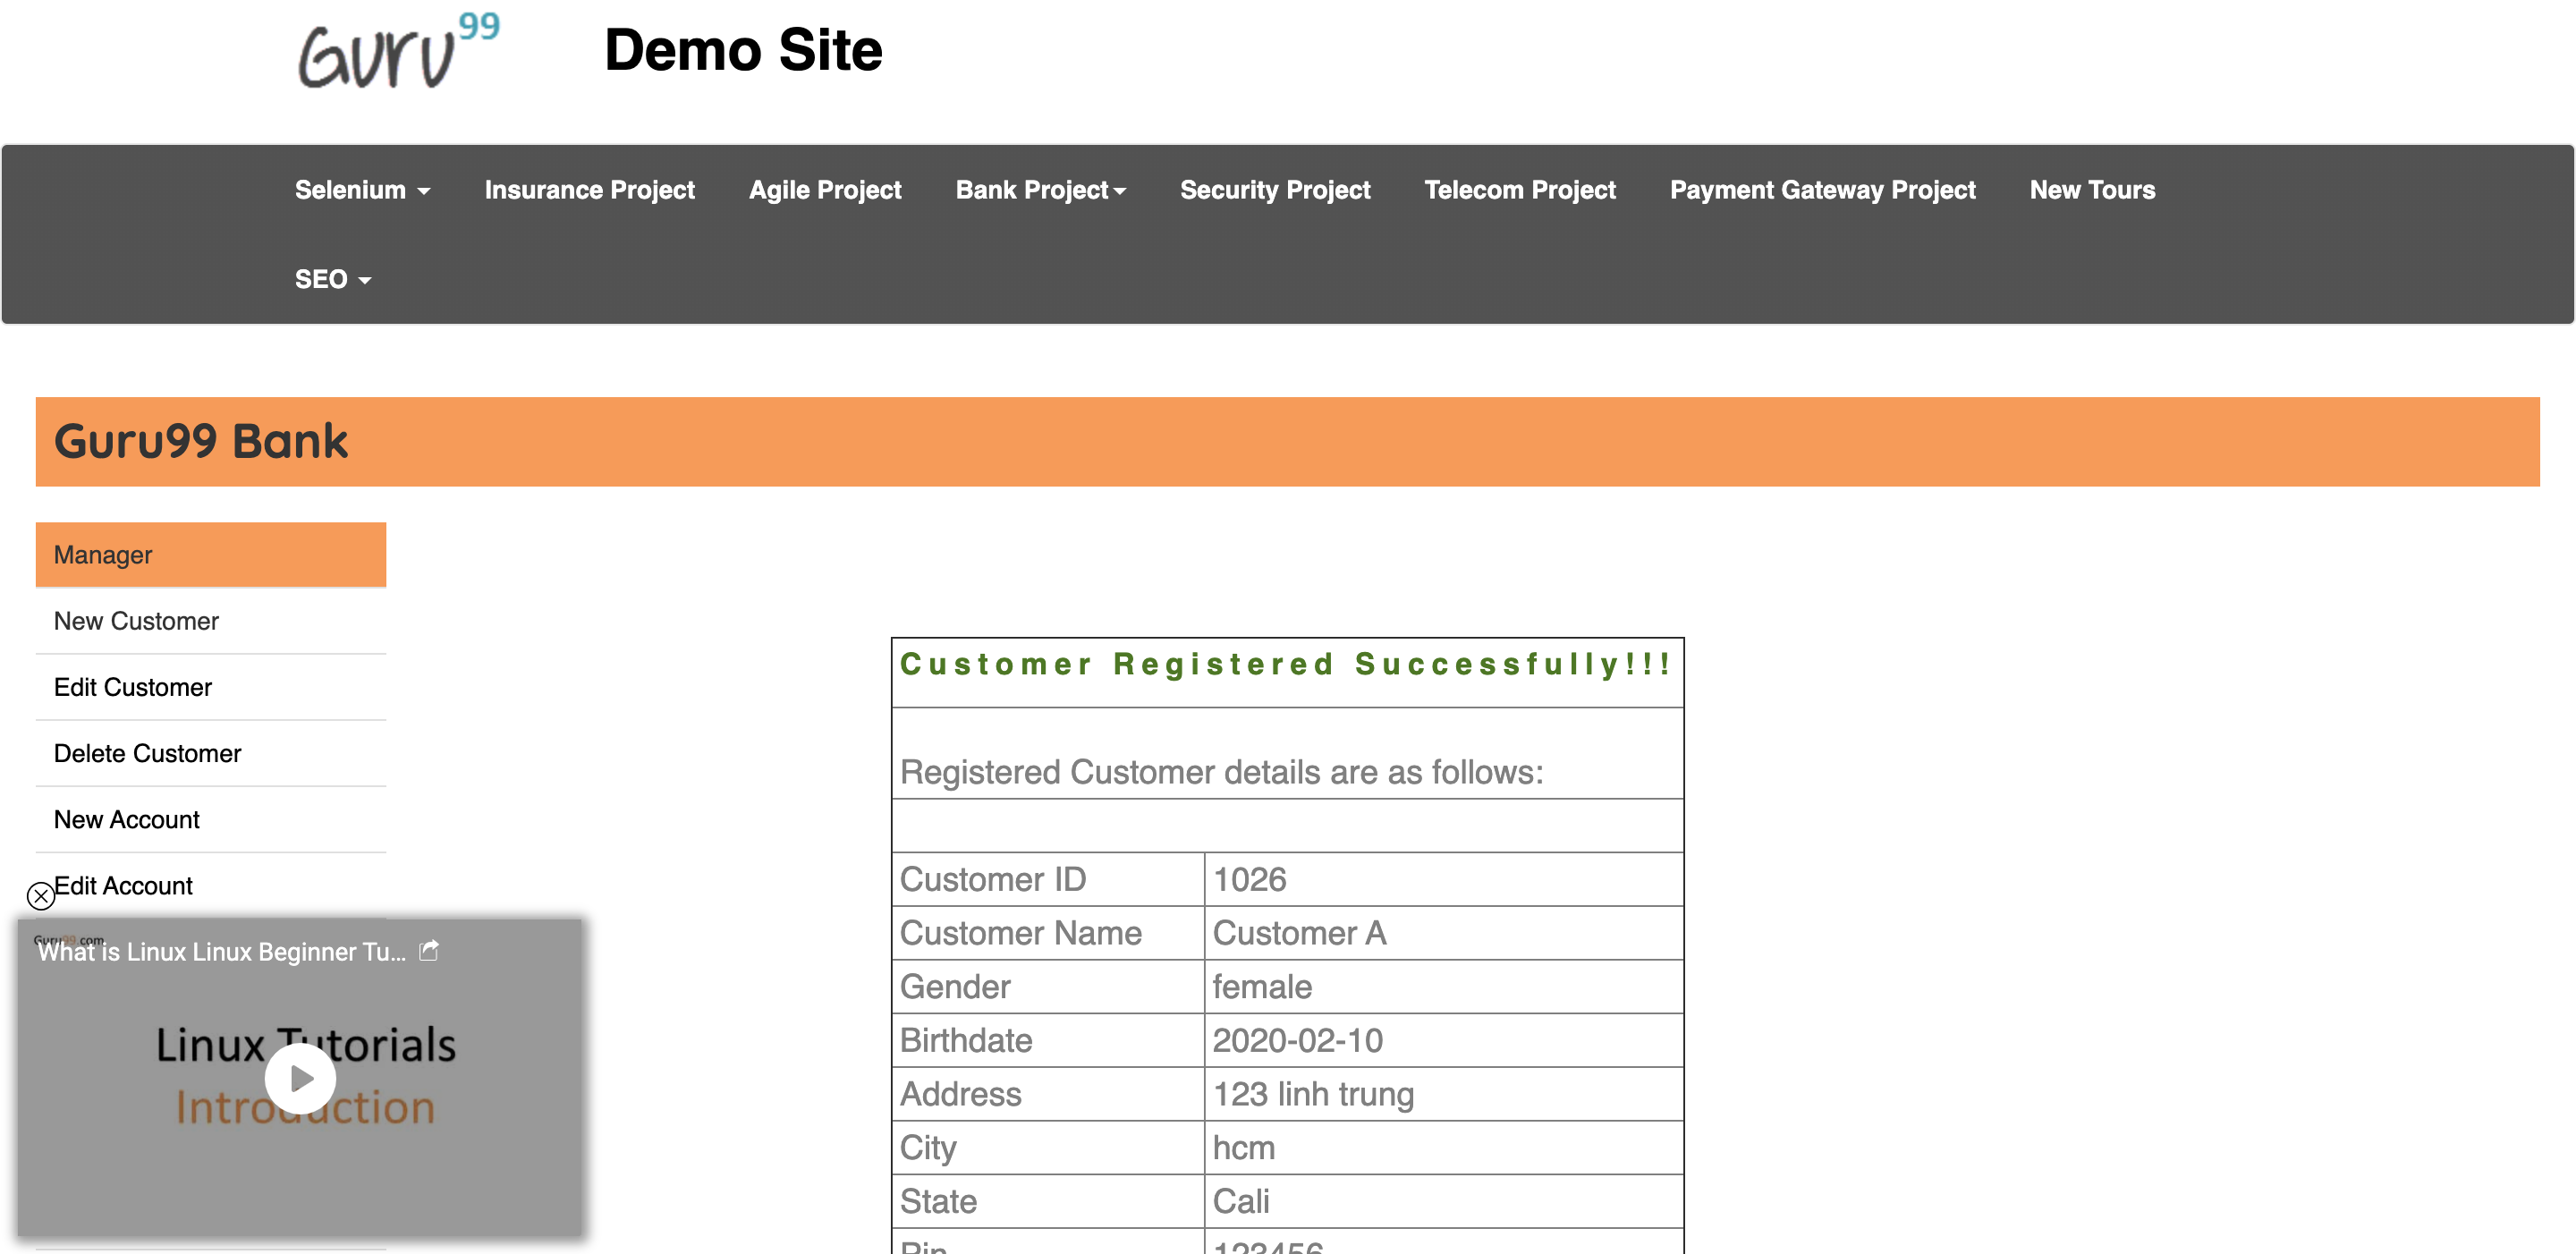 Guru99
Demo Site
Selenium
Insurance Project
Agile Project
Bank Project
Security Project
Telecom Project
Payment Gateway Project
New Tours
SEO
Guru99 Bank
Manager
New Customer
Edit Customer
Delete Customer
New Account
Edit Account
Guru99.com
What is Linux Linux Beginner Tu...
Linux Tutorials
Introduction
Customer Registered Successfully!!!
Registered Customer details are as follows:
Customer ID 1026
Customer Name Customer A
Gender female
Birthdate 2020-02-10
Address 123 linh trung
City hcm
State Cali
Pin 123456